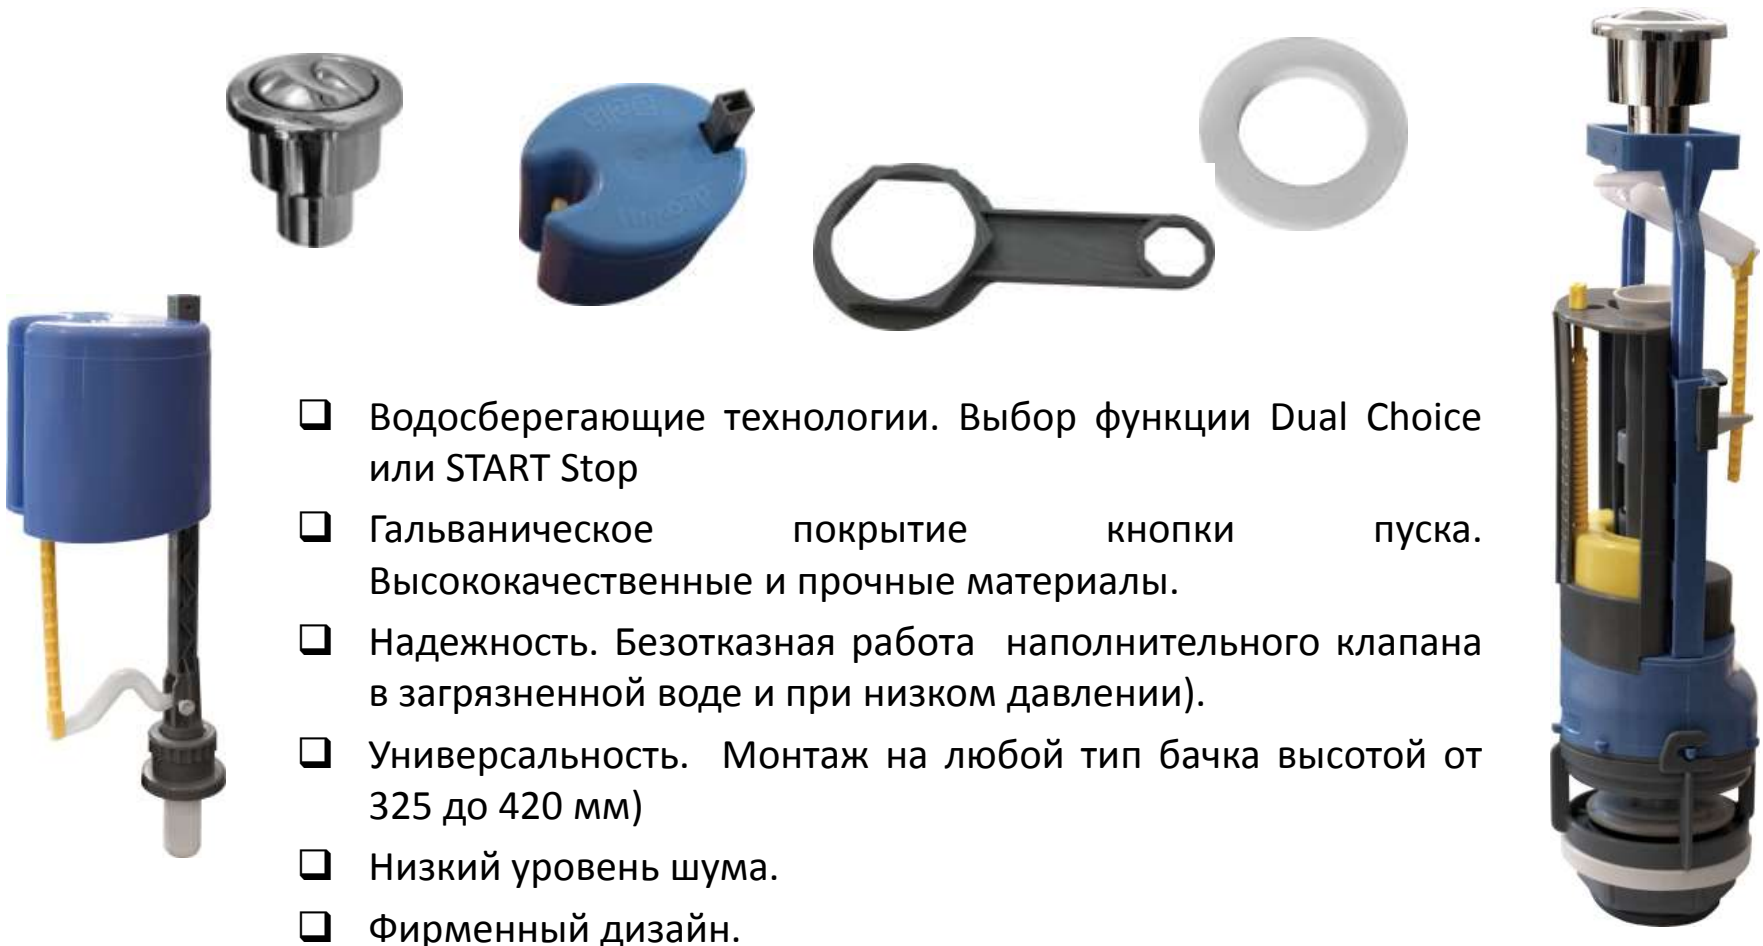 Водосберегающие технологии. Выбор функции Dual Choice
или START Stop
Гальваническое покрытие кнопки пуска.
Высококачественные и прочные материалы.
Надежность. Безотказная работа наполнительного клапана
в загрязненной воде и при низком давлении).
Универсальность. Монтаж на любой тип бачка высотой от
325 до 420 мм)
Низкий уровень шума.
Фирменный дизайн.